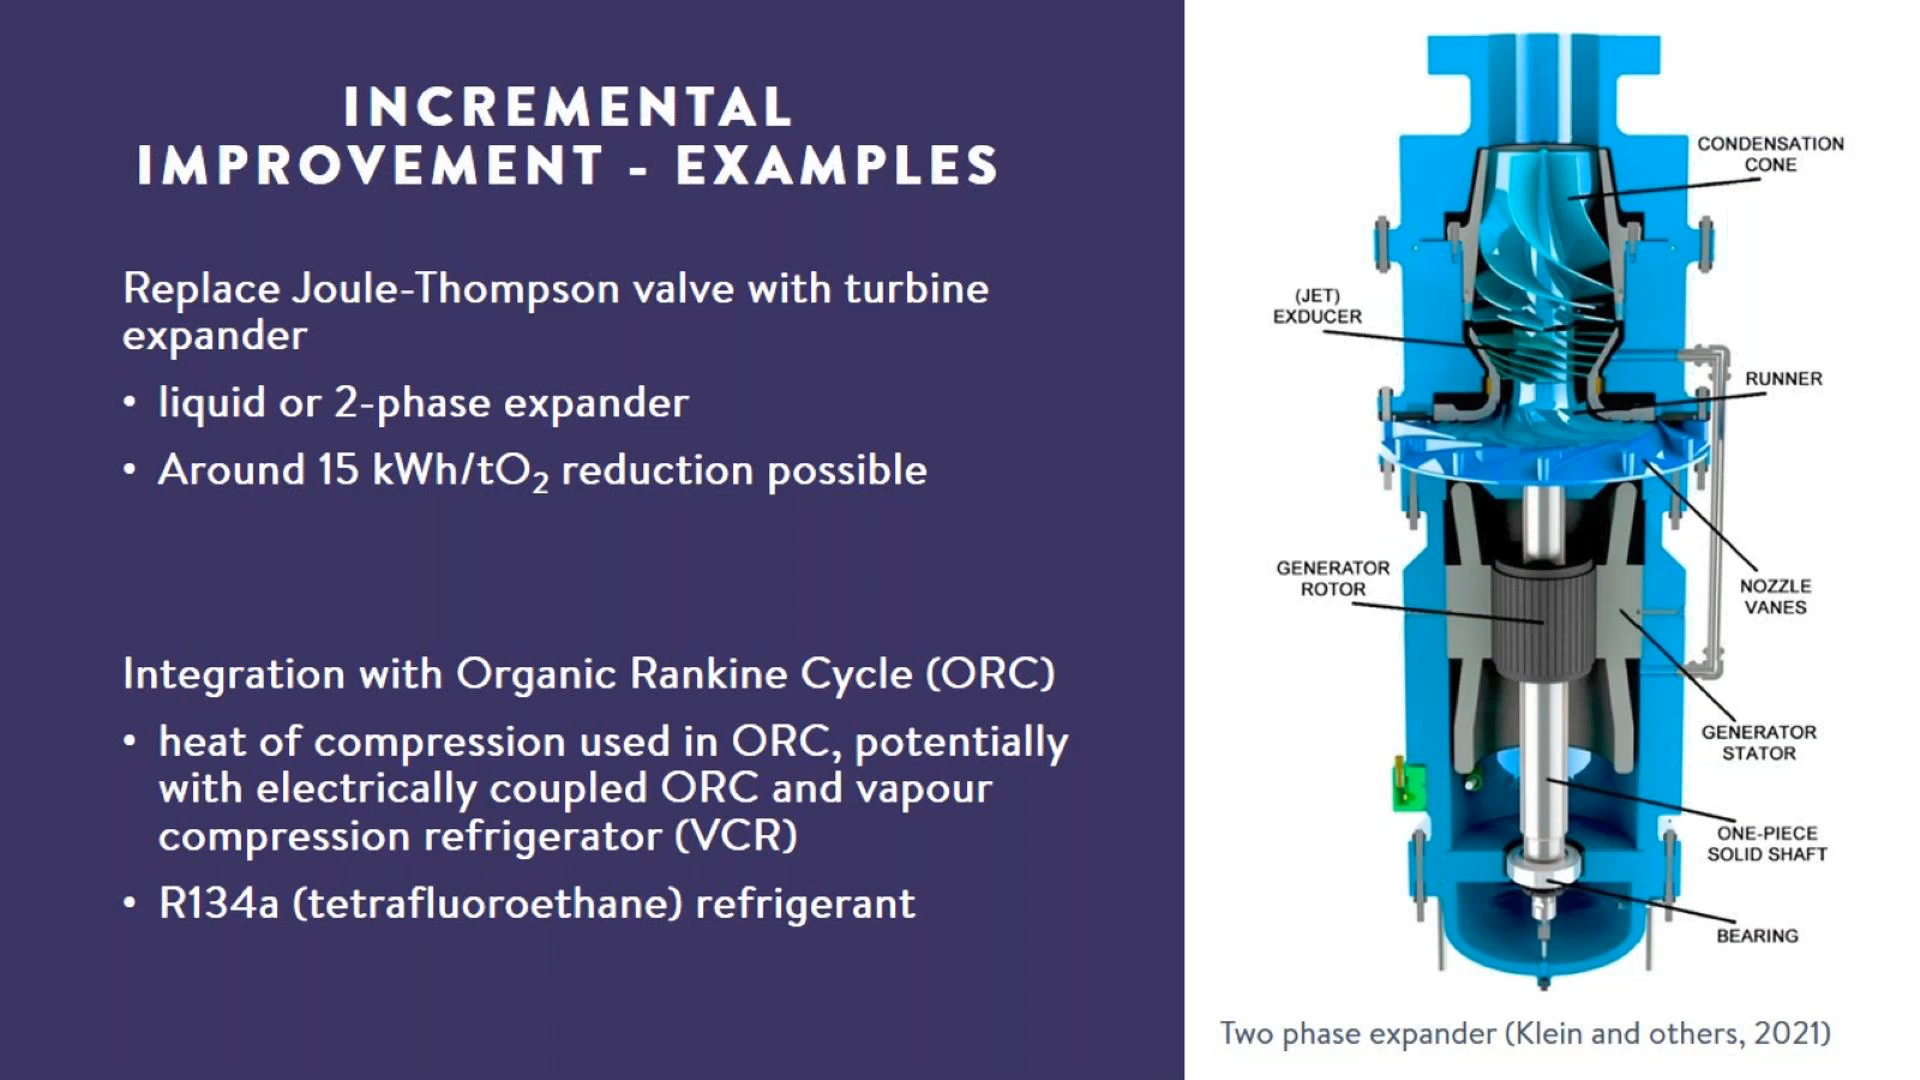 INCREMENTAL
IMPROVEMENT - EXAMPLES
Replace Joule-Thompson valve with turbine
expander
• liquid or 2-phase expander
• Around 15 kWh/tO₂ reduction possible
Integration with Organic Rankine Cycle (ORC)
• heat of compression used in ORC, potentially
with electrically coupled ORC and vapour
compression refrigerator (VCR)
• R134a (tetrafluoroethane) refrigerant
CONDENSATION
CONE
(JET)
EXDUCER
RUNNER
GENERATOR
ROTOR
NOZZLE
VANES
GENERATOR
STATOR
ONE-PIECE
SOLID SHAFT
BEARING
Two phase expander (Klein and others, 2021)